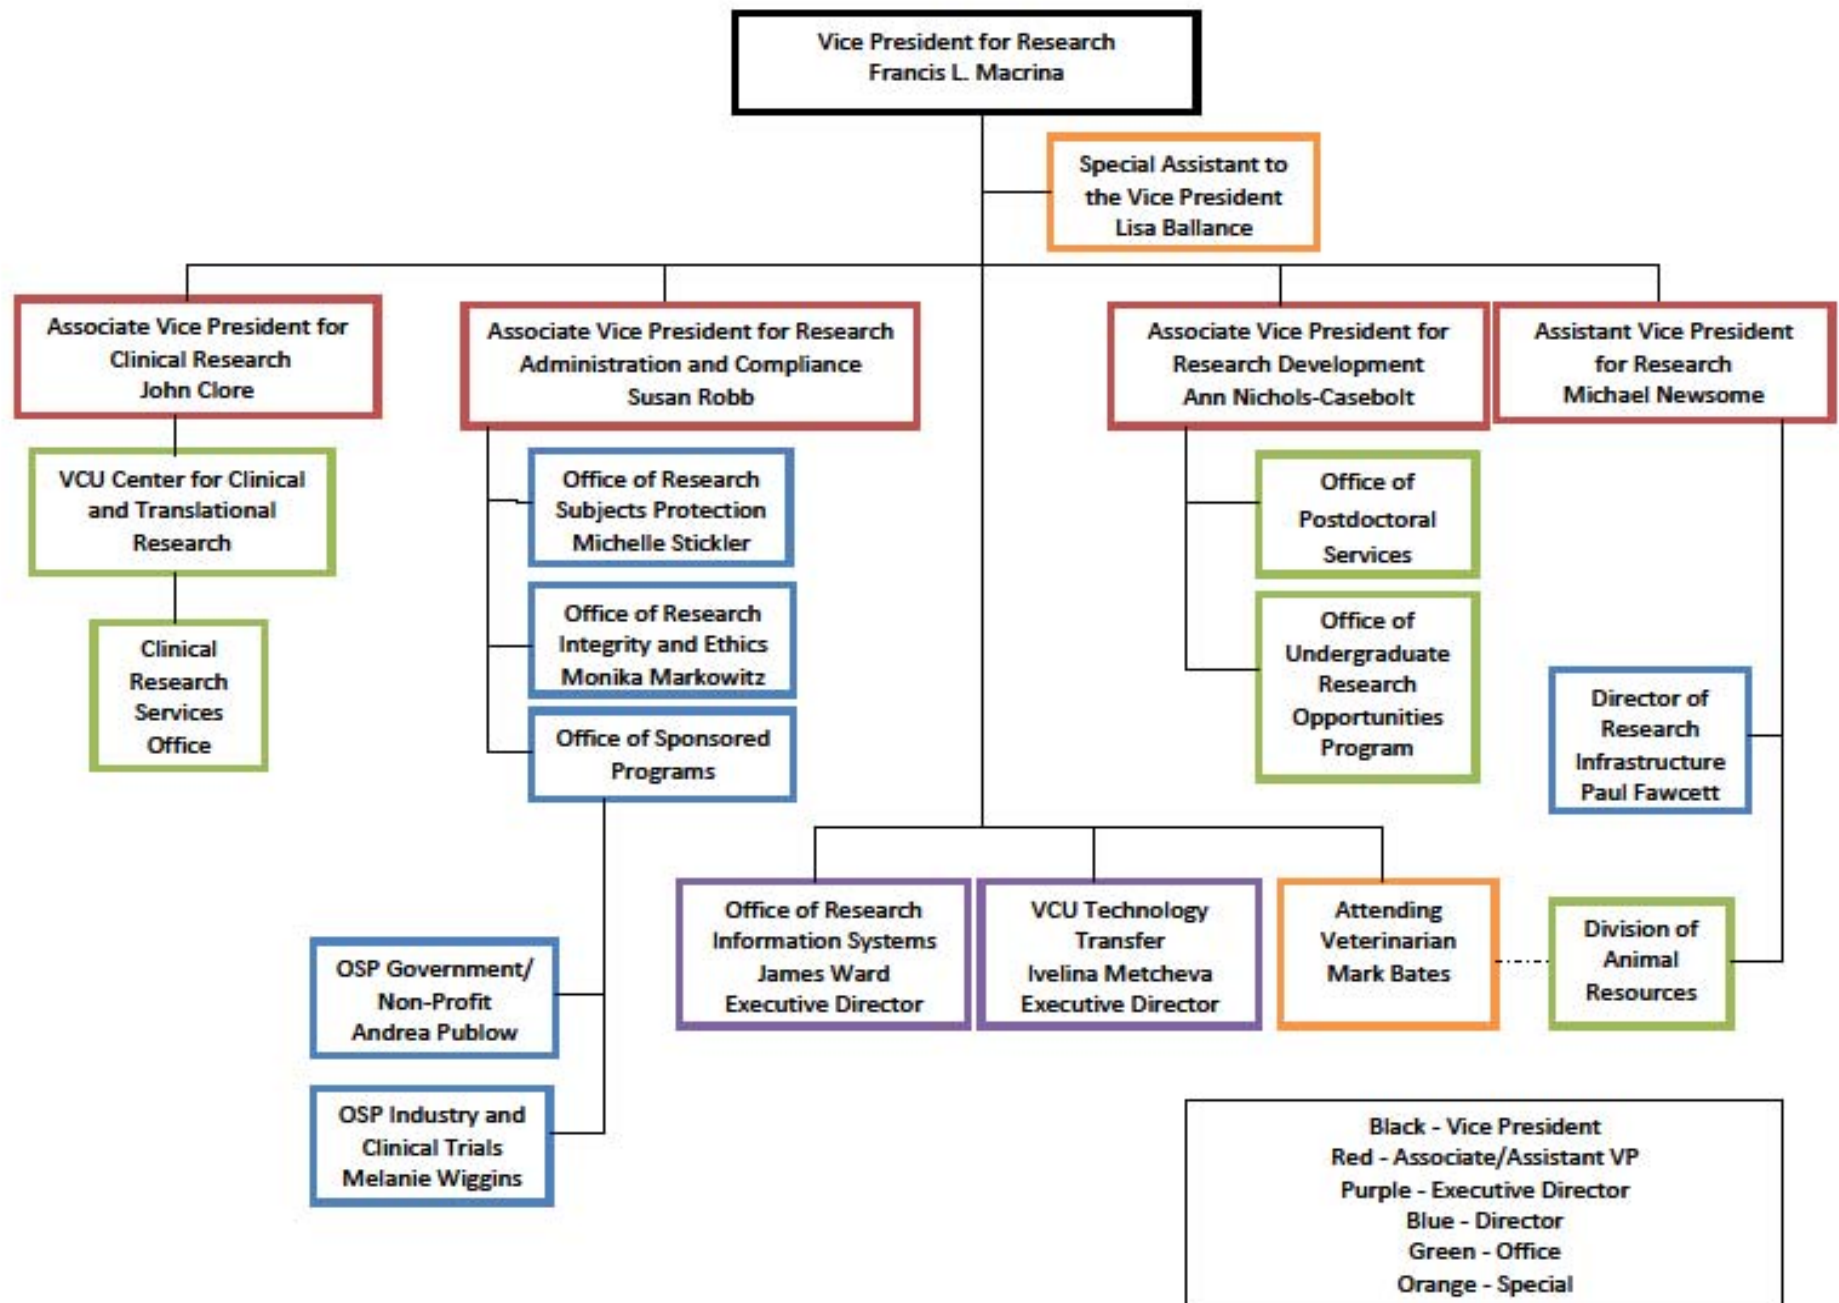 Vice President for Research
Francis L. Macrina
Special Assistant to
the Vice President
Lisa Ballance
Associate Vice President for
Clinical Research
John Clore
Associate Vice President for Research
Administration and Compliance
Susan Robb
Associate Vice President for
Research Development
Ann Nichols-Casebolt
Assistant Vice President
for Research
Michael Newsome
VCU Center for Clinical
and Translational
Research
Clinical
Research
Services
Office
Office of Research
Subjects Protection
Michelle Stickler
Office of Research
Integrity and Ethics
Monika Markowitz
Office of Sponsored
Programs
Office of
Postdoctoral
Services
Office of
Undergraduate
Research
Opportunities
Program
Director of
Research
Infrastructure
Paul Fawcett
OSP Government/
Non-Profit
Andrea Publow
OSP Industry and
Clinical Trials
Melanie Wiggins
Office of Research
Information Systems
James Ward
Executive Director
VCU Technology
Transfer
Ivelina Metcheva
Executive Director
Attending
Veterinarian
Mark Bates
Division of
Animal
Resources
Black - Vice President
Red - Associate/Assistant VP
Purple - Executive Director
Blue - Director
Green - Office
Orange - Special